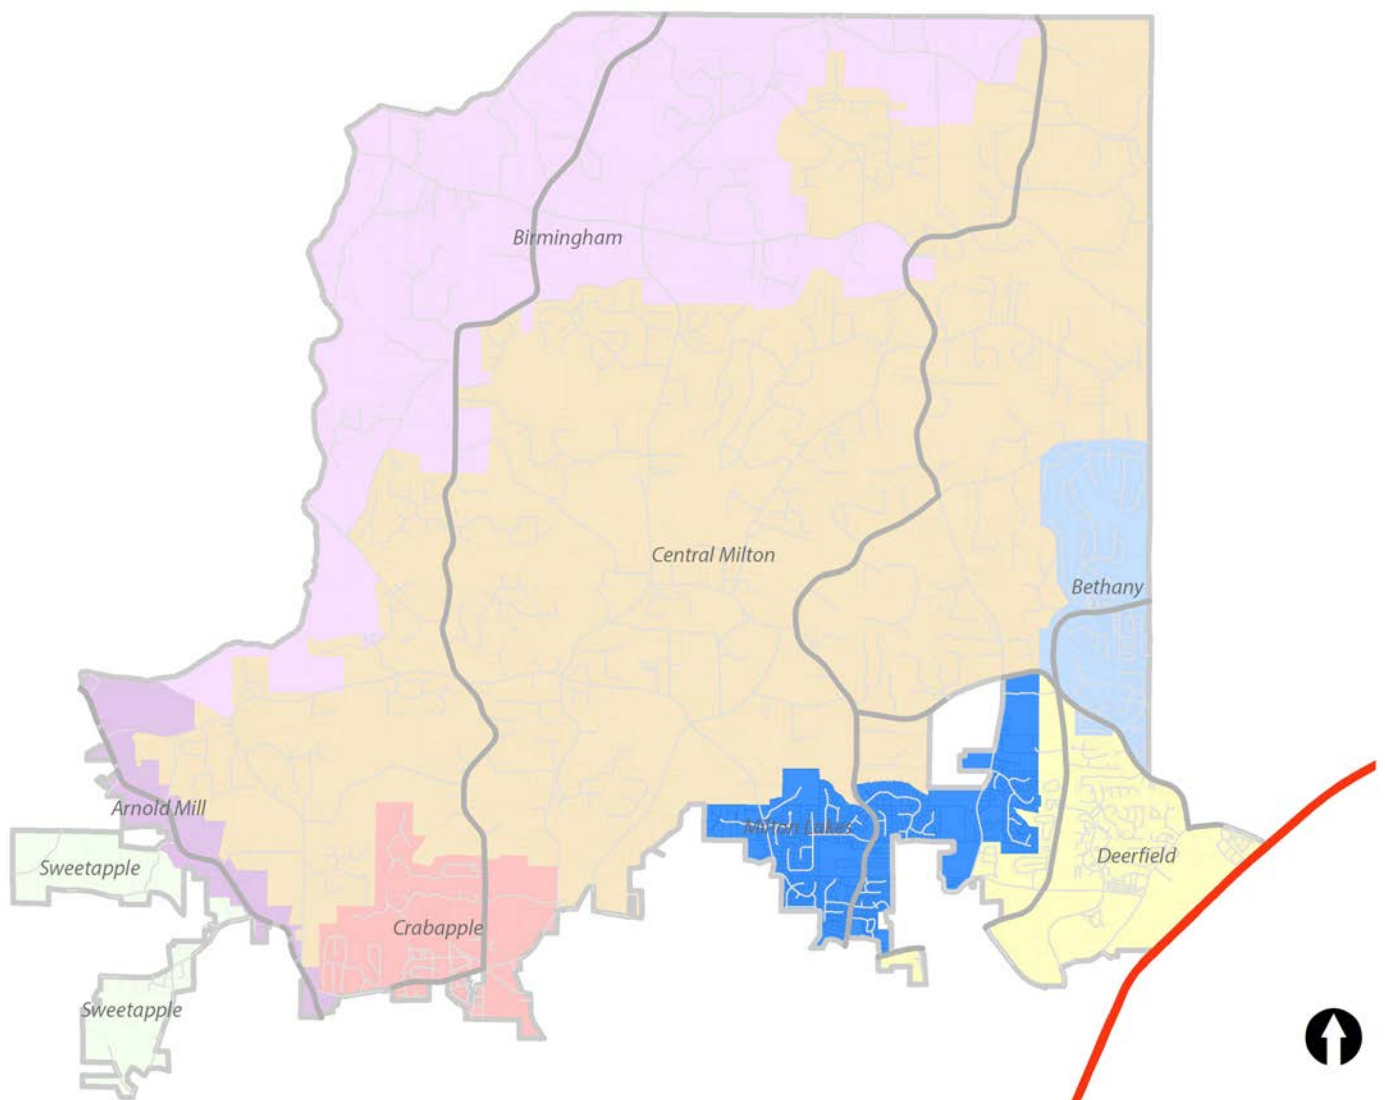 Birmingham
Central Milton
Bethany
Arnold Mill
Milton Lakes
Deerfield
Sweetapple
Crabapple
Sweetapple